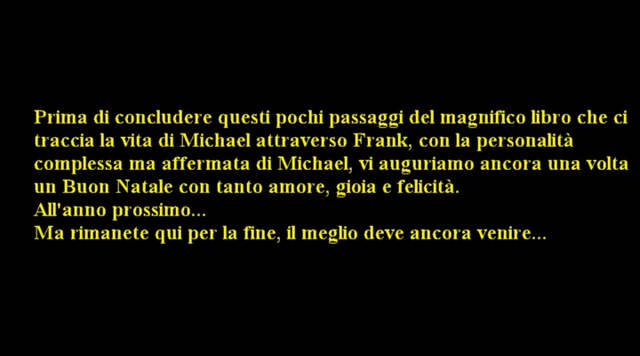 Prima di concludere questi pochi passaggi del magnifico libro che ci
traccia la vita di Michael attraverso Frank, con la personalità
complessa ma affermata di Michael, vi auguriamo ancora una volta
un Buon Natale con tanto amore, gioia e felicità.
All'anno prossimo...
Ma rimanete qui per la fine, il meglio deve ancora venire...